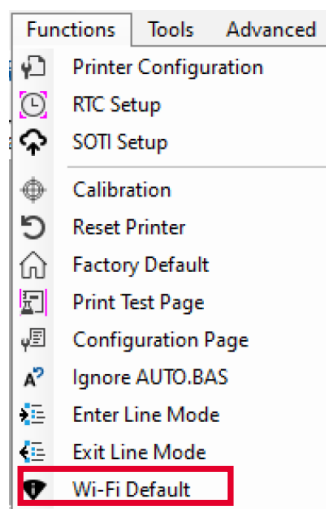 Functions Tools Advanced
Printer Configuration
RTC Setup
SOTI Setup
Calibration
Reset Printer
Factory Default
Print Test Page
Configuration Page
Ignore AUTO.BAS
Enter Line Mode
Exit Line Mode
Wi-Fi Default